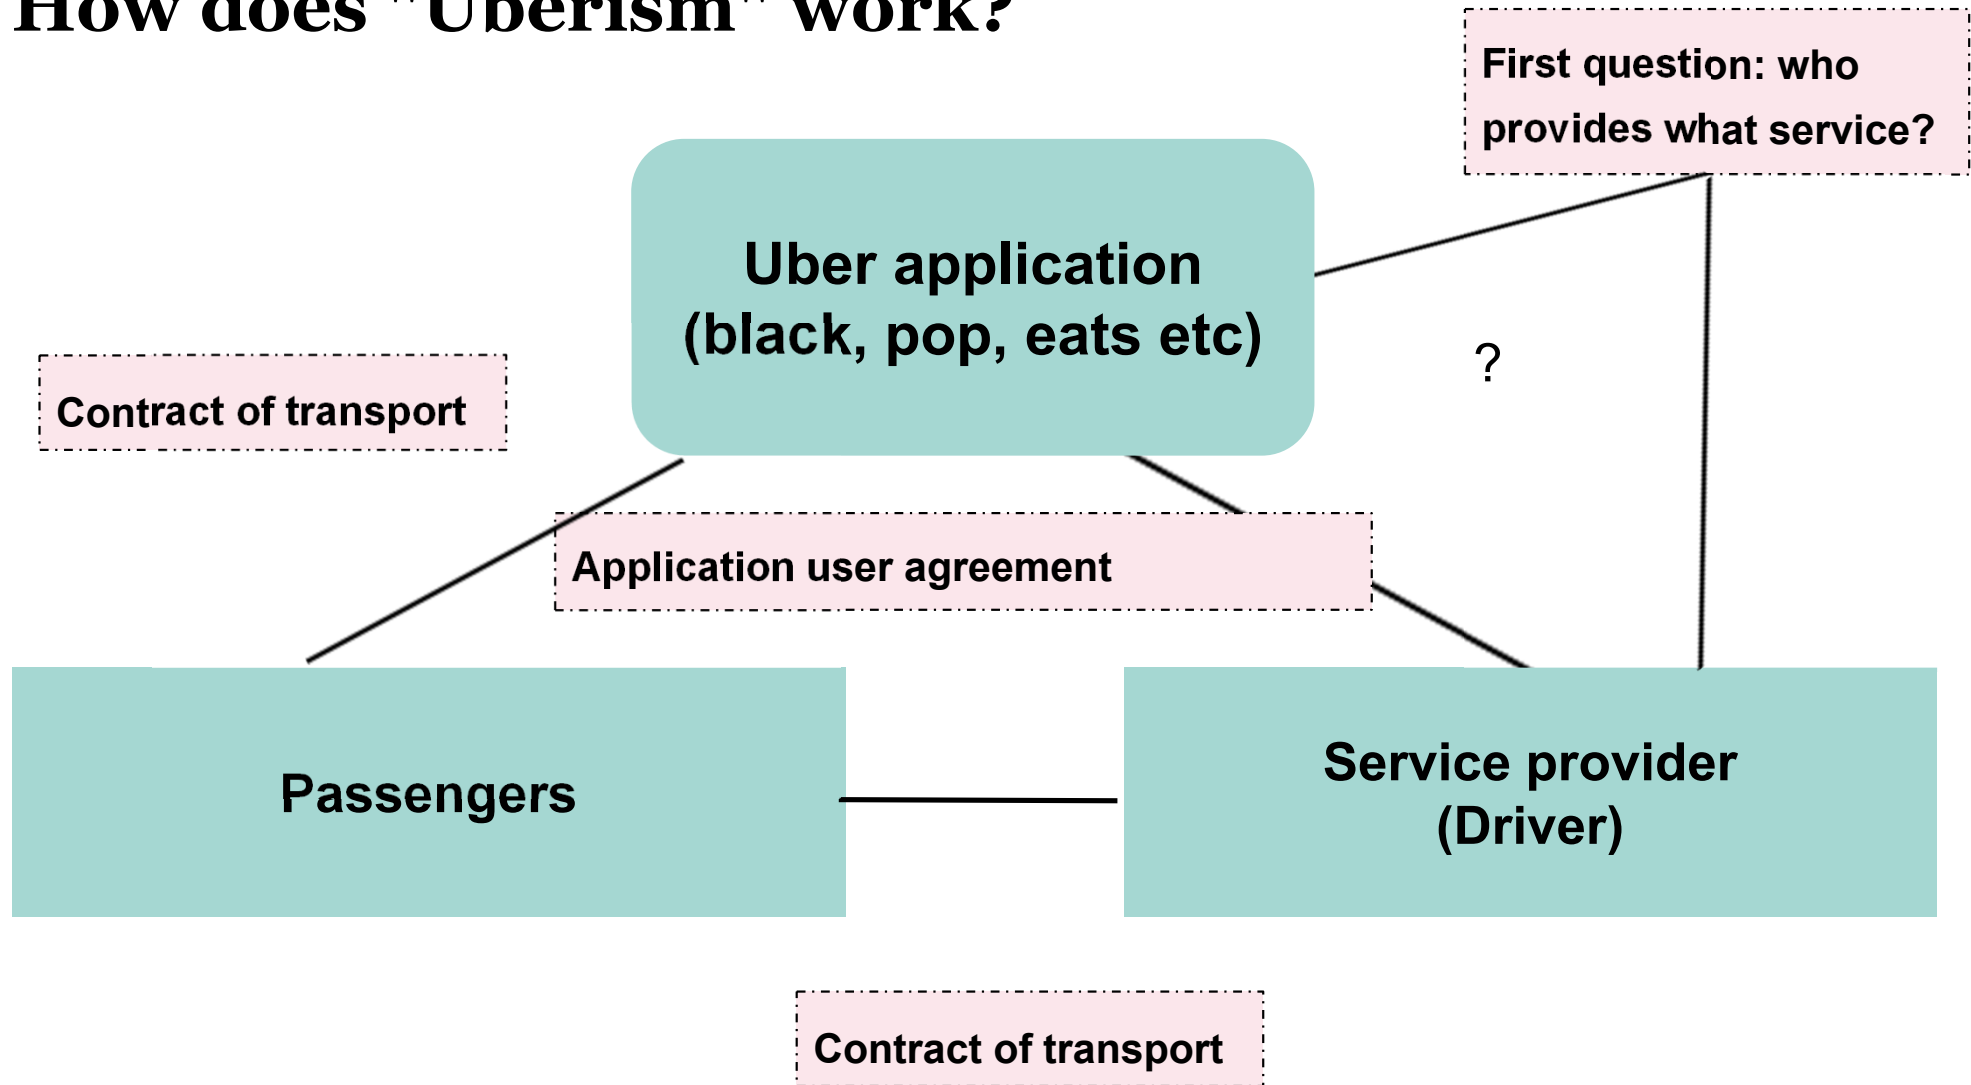 How does "Uberism" work?
First question: who
provides what service?
Uber application
(black, pop, eats etc)
?
Contract of transport
Application user agreement
Passengers
Service provider
(Driver)
Contract of transport